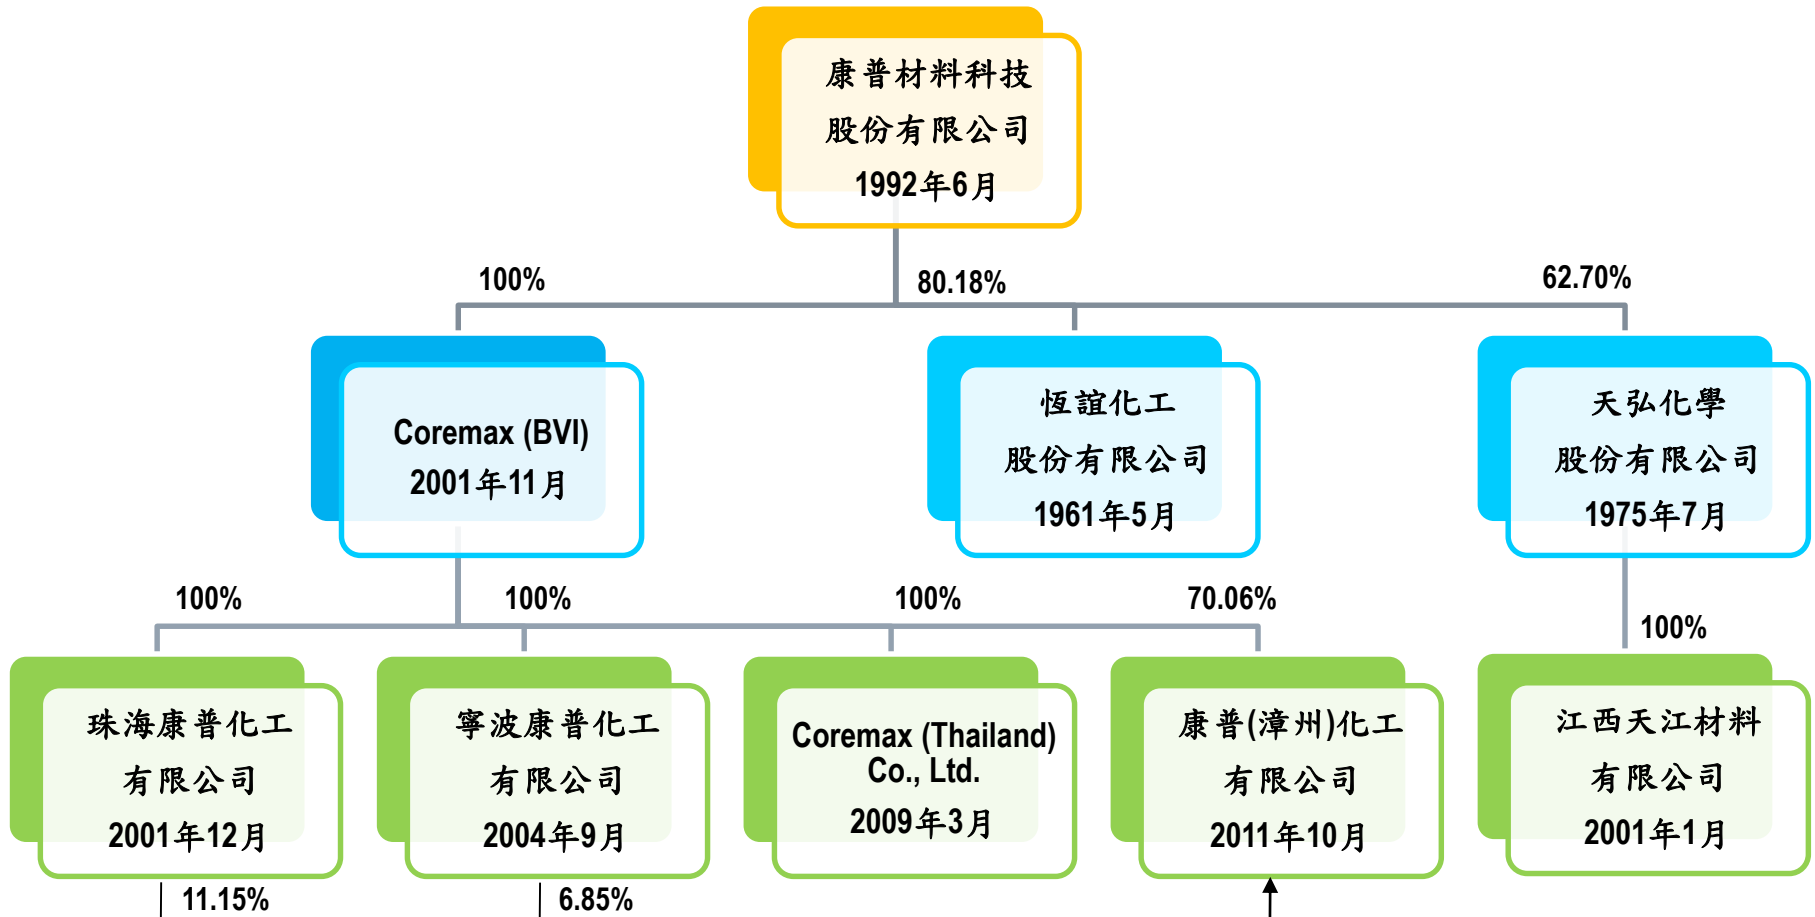 康普材料科技
股份有限公司
1992年6月
100%
80.18%
62.70%
Coremax (BVI)
2001年11月
恆誼化工
股份有限公司
1961年5月
天弘化學
股份有限公司
1975年7月
100%
100%
100%
70.06%
100%
珠海康普化工
有限公司
2001年12月
寧波康普化工
有限公司
2004年9月
Coremax (Thailand)
Co., Ltd.
2009年3月
康普(漳州)化工
有限公司
2011年10月
江西天江材料
有限公司
2001年1月
11.15%
6.85%